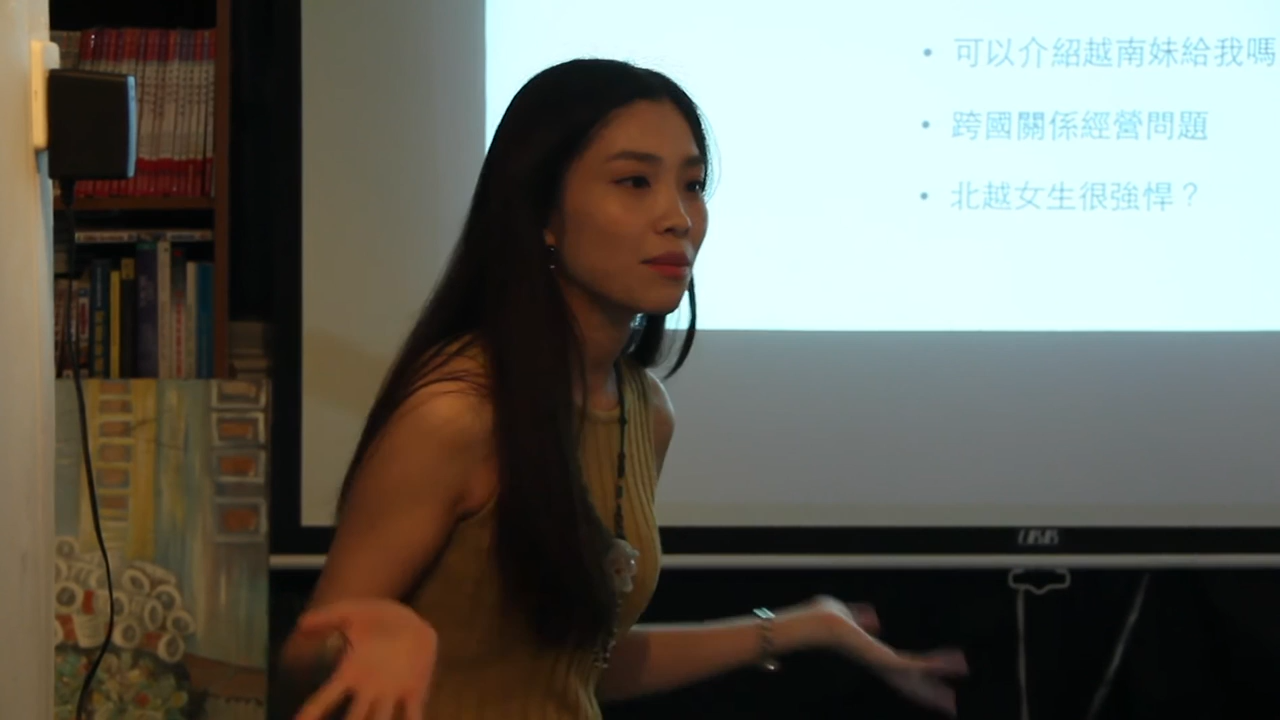 • 可以介紹越南妹給我嗎
• 跨國關係經營問題
• 北越女生很強悍？